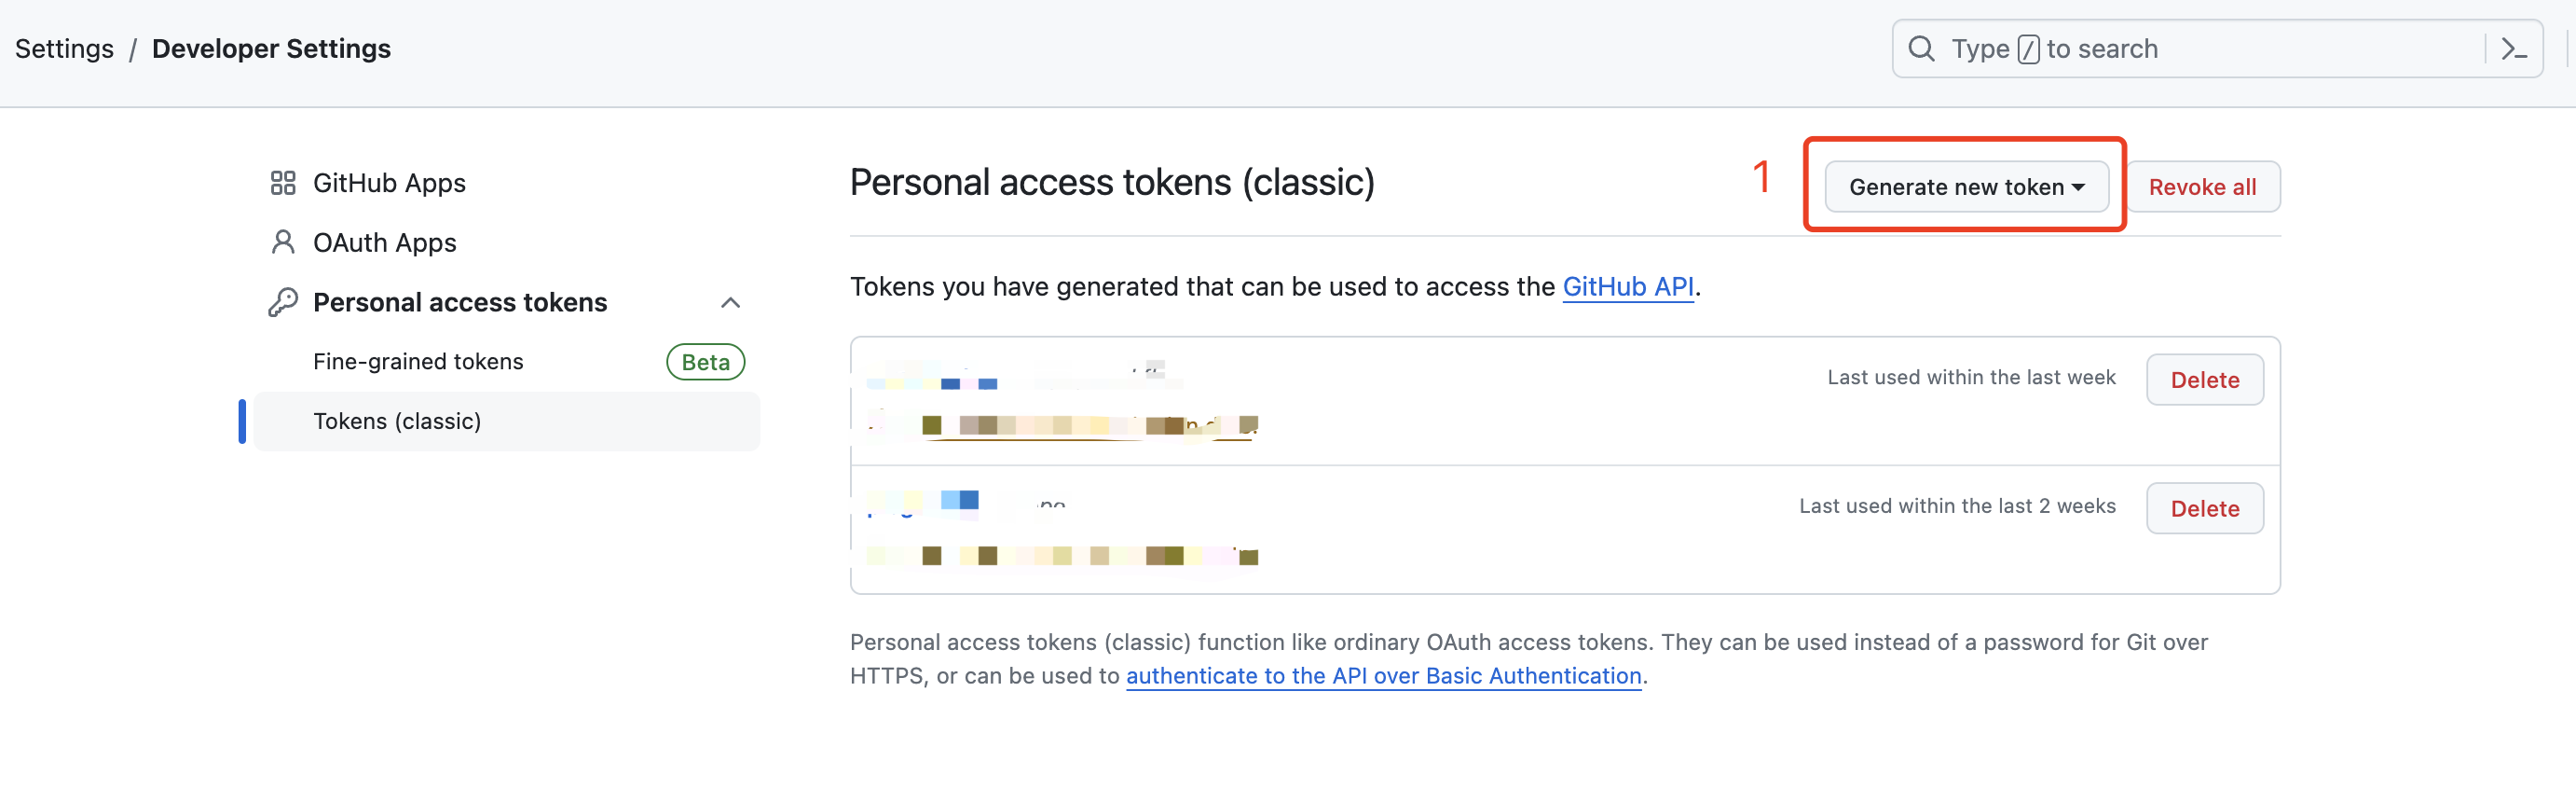 Settings / Developer Settings
Type / to search
GitHub Apps
OAuth Apps
Personal access tokens
Fine-grained tokens Beta
Tokens (classic)
Personal access tokens (classic)
1
Generate new token
Revoke all
Tokens you have generated that can be used to access the GitHub API.
Last used within the last week
Delete
Last used within the last 2 weeks
Delete
Personal access tokens (classic) function like ordinary OAuth access tokens. They can be used instead of a password for Git over
HTTPS, or can be used to authenticate to the API over Basic Authentication.